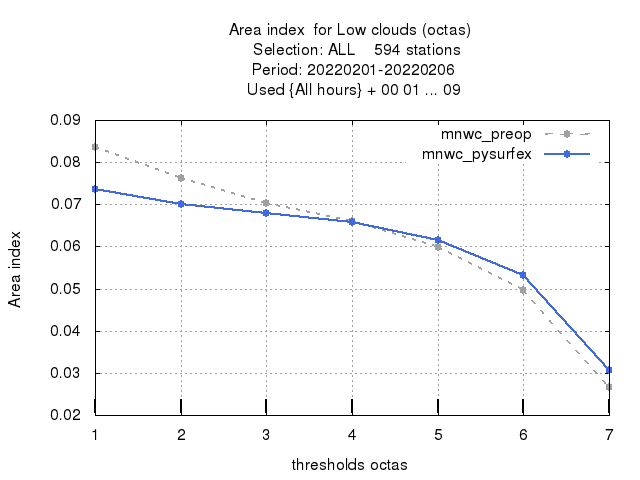 Area index  for Low clouds (octas)
Selection: ALL    594 stations
Period: 20220201-20220206
Used {All hours} + 00 01 ... 09
mnwc_preop
mnwc_pysurfex
0.09
0.08
0.07
0.06
0.05
0.04
0.03
0.02
Area index
1 2 3 4 5 6 7
thresholds octas